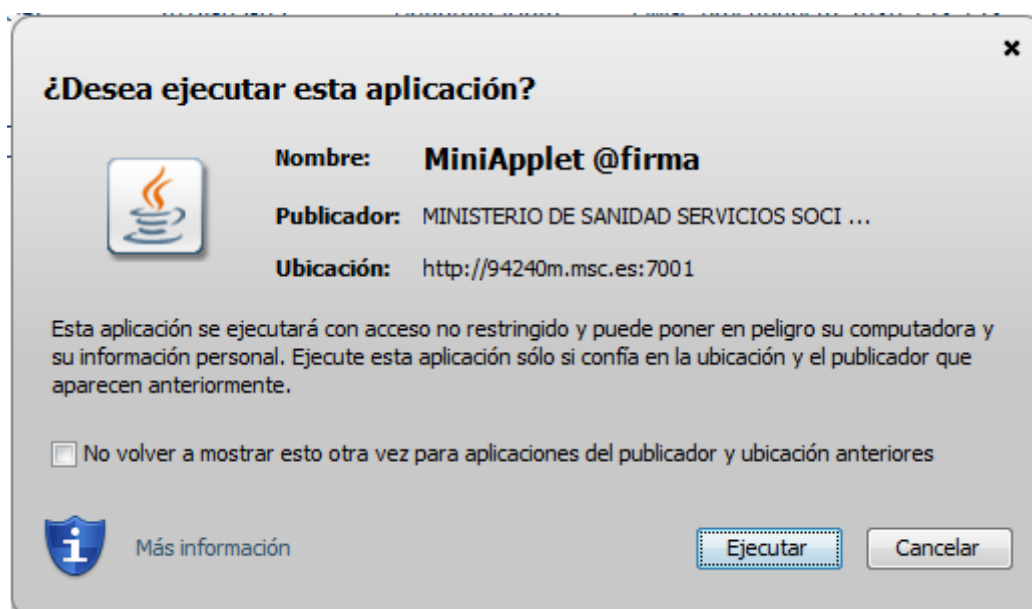 ¿Desea ejecutar esta aplicación?
Nombre: MiniApplet @firma
Publicador: MINISTERIO DE SANIDAD SERVICIOS SOCI ...
Ubicación: http://94240m.msc.es:7001
Esta aplicación se ejecutará con acceso no restringido y puede poner en peligro su computadora y
su información personal. Ejecute esta aplicación sólo si confía en la ubicación y el publicador que
aparecen anteriormente.
No volver a mostrar esto otra vez para aplicaciones del publicador y ubicación anteriores
Más información
Ejecutar
Cancelar